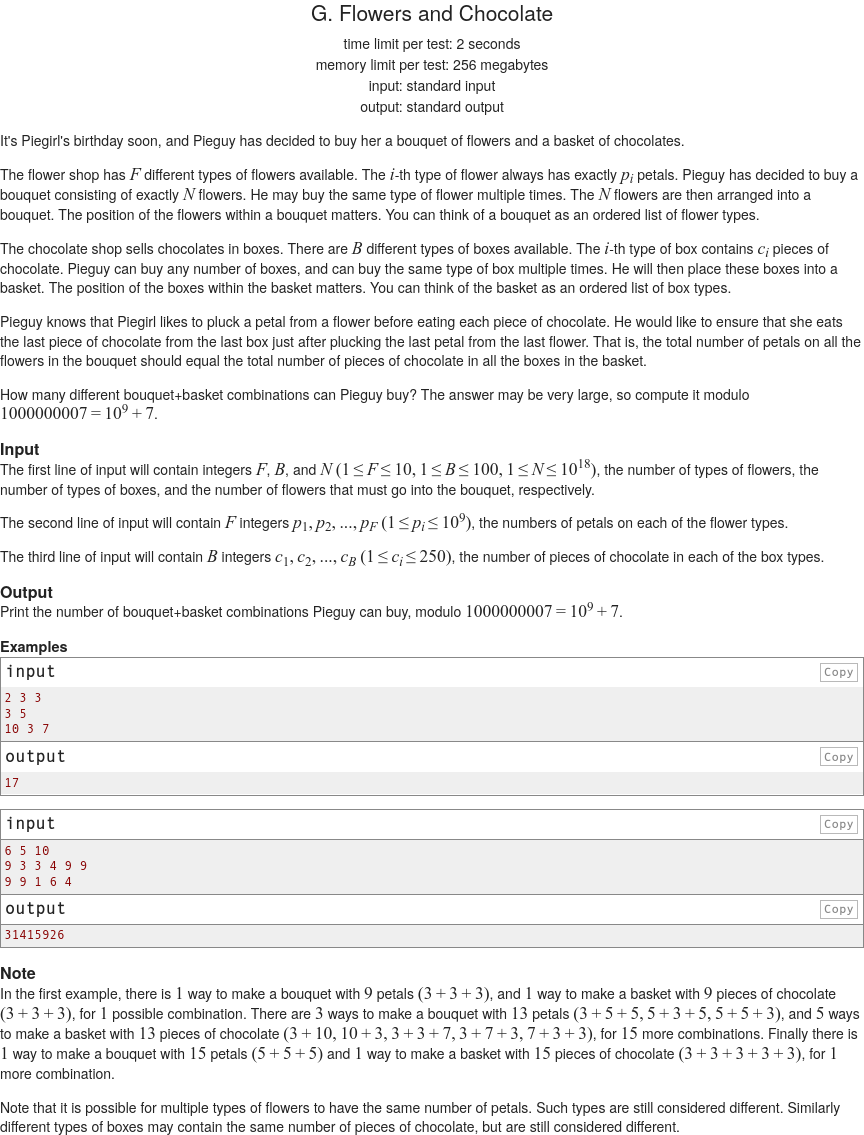 G. Flowers and Chocolate
time limit per test: 2 seconds
memory limit per test: 256 megabytes
input: standard input
output: standard output
It's Piegirl's birthday soon, and Pieguy has decided to buy her a bouquet of flowers and a basket of chocolates.
The flower shop has F different types of flowers available. The i-th type of flower always has exactly p_i petals. Pieguy has decided to buy a
bouquet consisting of exactly N flowers. He may buy the same type of flower multiple times. The N flowers are then arranged into a
bouquet. The position of the flowers within a bouquet matters. You can think of a bouquet as an ordered list of flower types.
The chocolate shop sells chocolates in boxes. There are B different types of boxes available. The i-th type of box contains c_i pieces of
chocolate. Pieguy can buy any number of boxes, and can buy the same type of box multiple times. He will then place these boxes into a
basket. The position of the boxes within the basket matters. You can think of the basket as an ordered list of box types.
Pieguy knows that Piegirl likes to pluck a petal from a flower before eating each piece of chocolate. He would like to ensure that she eats
the last piece of chocolate from the last box just after plucking the last petal from the last flower. That is, the total number of petals on all the
flowers in the bouquet should equal the total number of pieces of chocolate in all the boxes in the basket.
How many different bouquet+basket combinations can Pieguy buy? The answer may be very large, so compute it modulo
1000000007 = 10^9 + 7.
Input
The first line of input will contain integers F, B, and N (1 ≤ F ≤ 10, 1 ≤ B ≤ 100, 1 ≤ N ≤ 10^18), the number of types of flowers, the
number of types of boxes, and the number of flowers that must go into the bouquet, respectively.
The second line of input will contain F integers p_1, p_2, ..., p_F (1 ≤ p_i ≤ 10^9), the numbers of petals on each of the flower types.
The third line of input will contain B integers c_1, c_2, ..., c_B (1 ≤ c_i ≤ 250), the number of pieces of chocolate in each of the box types.
Output
Print the number of bouquet+basket combinations Pieguy can buy, modulo 1000000007 = 10^9 + 7.
Examples
input Copy
2 3 3
3 5
10 3 7
output Copy
17
input Copy
6 5 10
9 3 3 4 9 9
9 9 1 6 4
output Copy
31415926
Note
In the first example, there is 1 way to make a bouquet with 9 petals (3 + 3 + 3), and 1 way to make a basket with 9 pieces of chocolate
(3 + 3 + 3), for 1 possible combination. There are 3 ways to make a bouquet with 13 petals (3 + 5 + 5, 5 + 3 + 5, 5 + 5 + 3), and 5 ways
to make a basket with 13 pieces of chocolate (3 + 10, 10 + 3, 3 + 3 + 7, 3 + 7 + 3, 7 + 3 + 3), for 15 more combinations. Finally there is
1 way to make a bouquet with 15 petals (5 + 5 + 5) and 1 way to make a basket with 15 pieces of chocolate (3 + 3 + 3 + 3 + 3), for 1
more combination.
Note that it is possible for multiple types of flowers to have the same number of petals. Such types are still considered different. Similarly
different types of boxes may contain the same number of pieces of chocolate, but are still considered different.